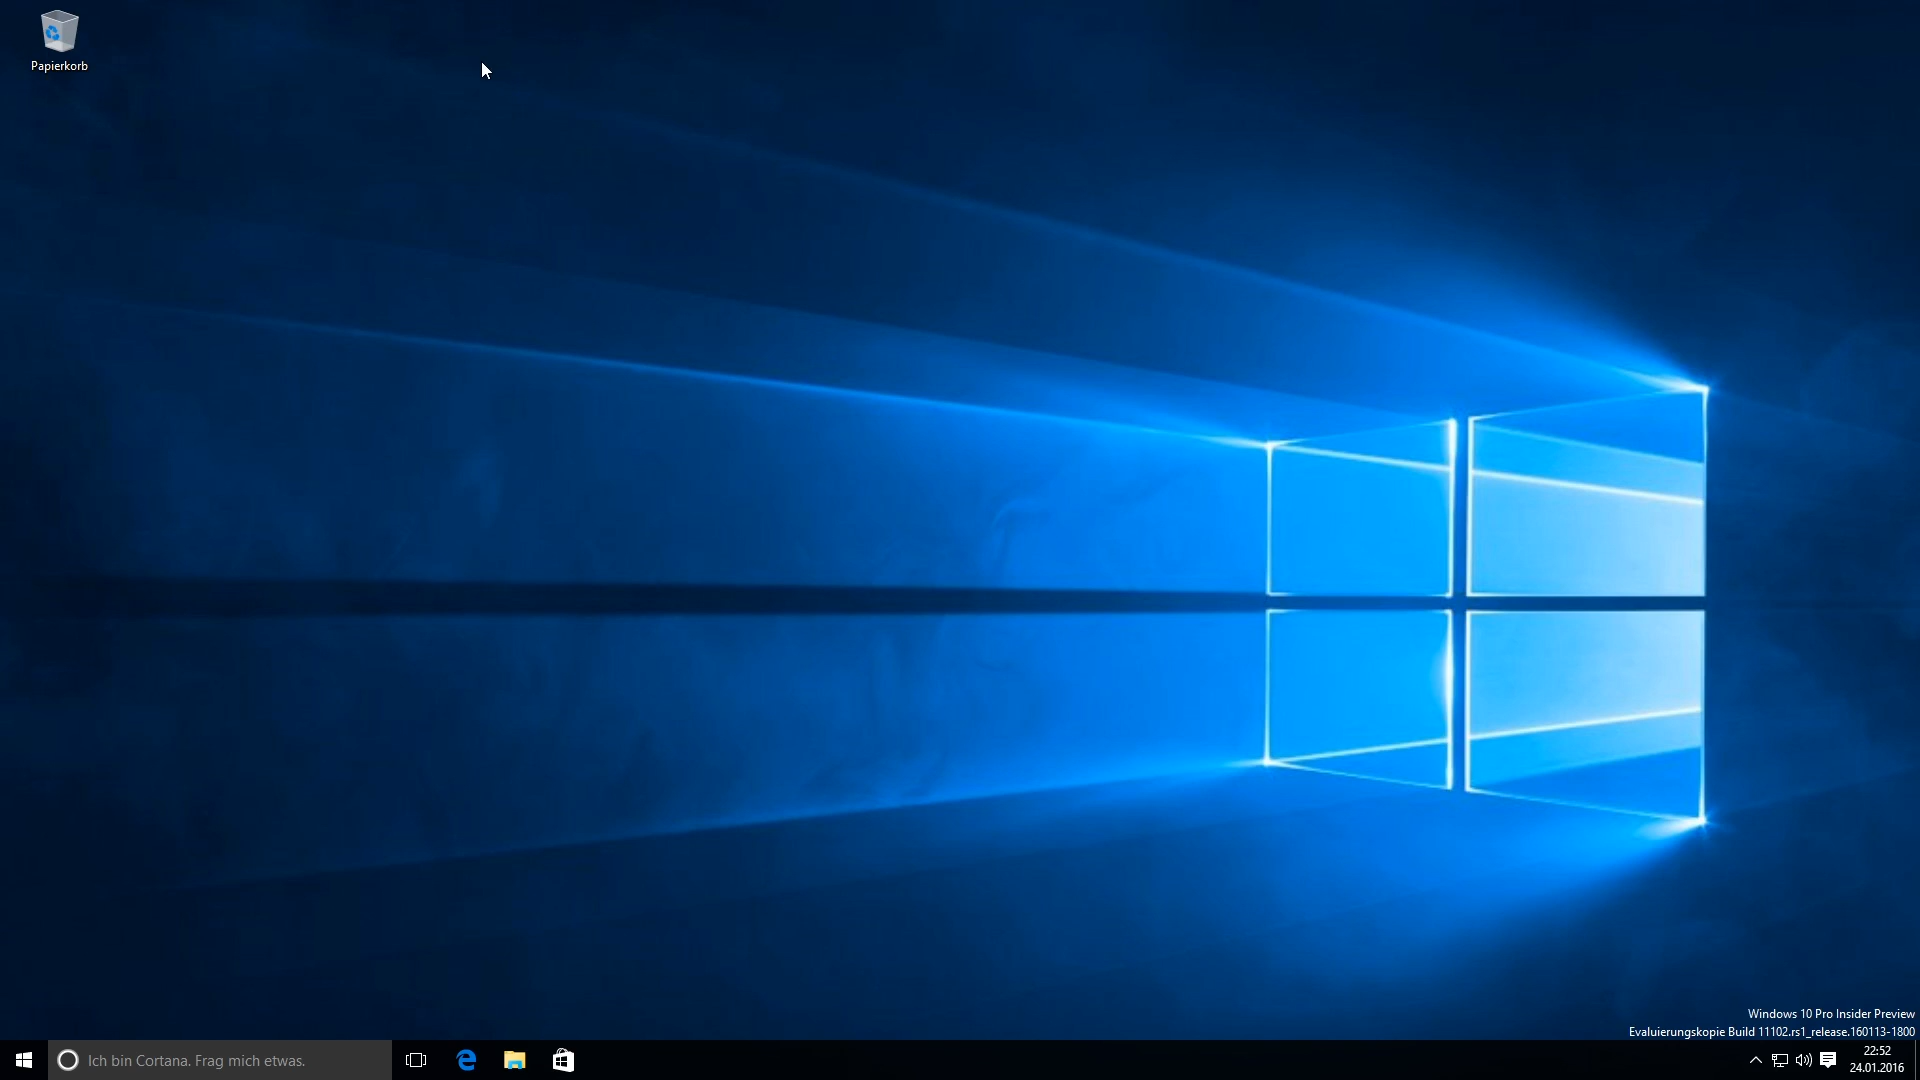 Papierkorb
Windows 10 Pro Insider Preview
Evaluierungskopie Build 11102.rs1_release.160113-1800
Ich bin Cortana. Frag mich etwas.
22:52
24.01.2016